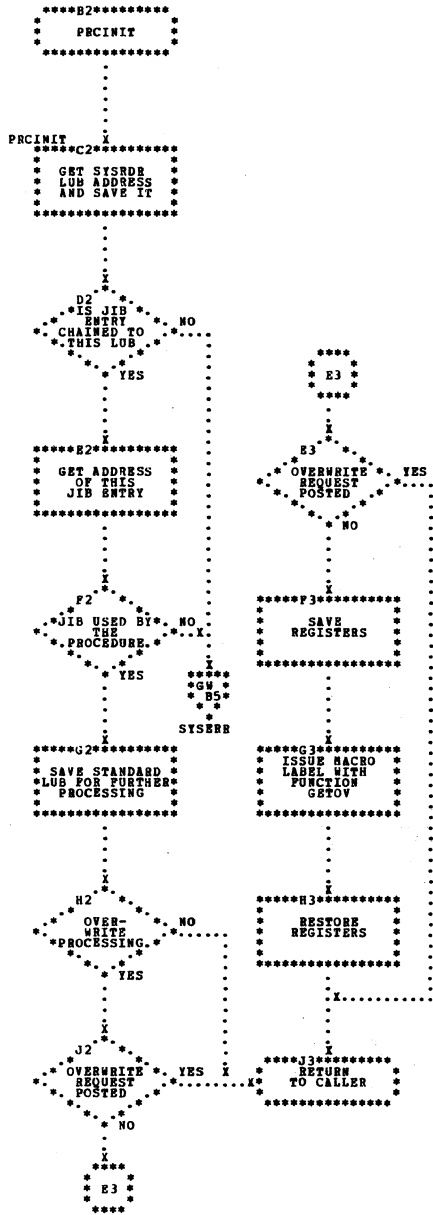 B2
PRCINIT
PRCINIT
C2
GET SYSRDR
LUB ADDRESS
AND SAVE IT
D2
IS JIB
ENTRY
CHAINED TO
THIS LUB
NO
YES
E2
GET ADDRESS
OF THIS
JIB ENTRY
F2
JIB USED BY
THE
PROCEDURE
NO
YES
GW
B5
SYSERR
G2
SAVE STANDARD
LUB FOR FURTHER
PROCESSING
H2
OVER-
WRITE
PROCESSING
NO
YES
J2
OVERWRITE
REQUEST
POSTED
YES
NO
E3
E3
E3
OVERWRITE
REQUEST
POSTED
YES
NO
F3
SAVE
REGISTERS
G3
ISSUE MACRO
LABEL WITH
FUNCTION
GETOV
H3
RESTORE
REGISTERS
J3
RETURN
TO CALLER